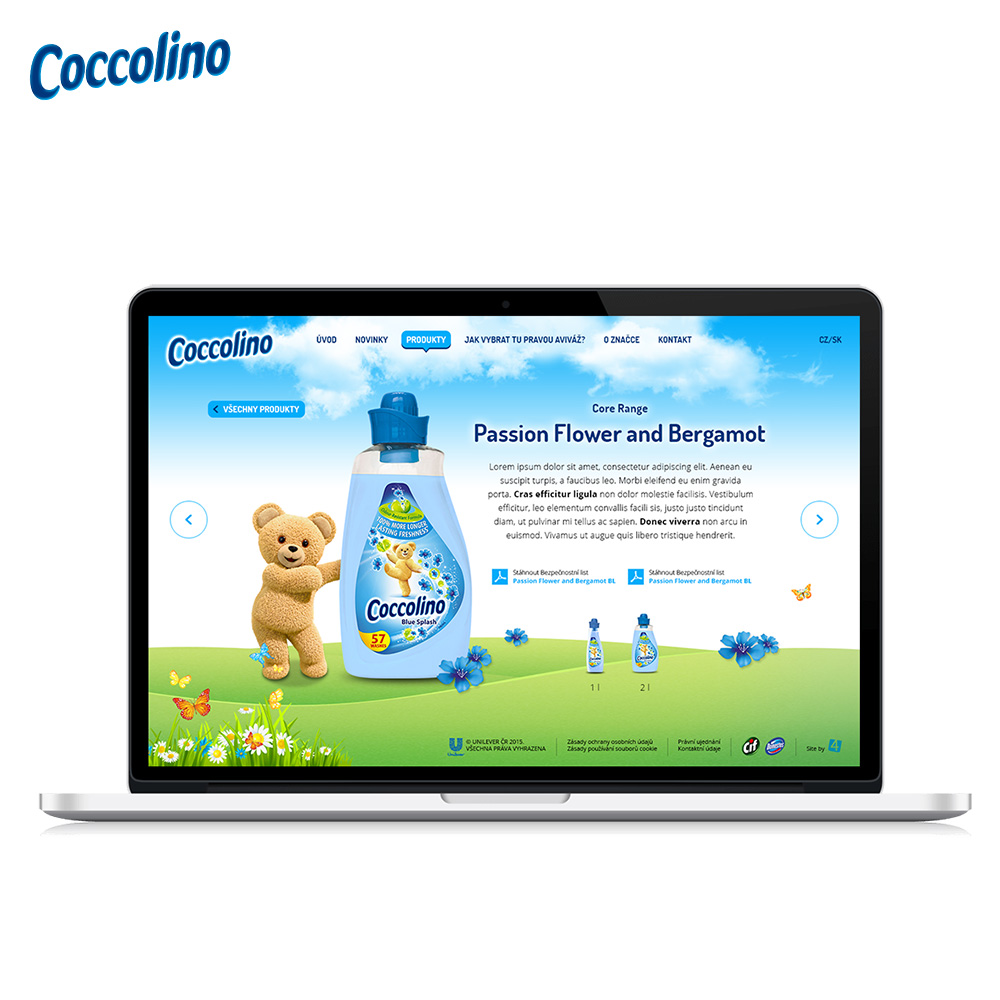 Coccolino
Coccolino
ÚVOD NOVINKY PRODUKTY JAK VYBRAT TU PRAVOU AVIVÁŽ? O ZNAČCE KONTAKT CZ/SK
VŠECHNY PRODUKTY
Core Range
Passion Flower and Bergamot
Lorem ipsum dolor sit amet, consectetur adipiscing elit. Aenean eu
suscipit turpis, a faucibus leo. Morbi eleifend eu enim gravida
porta. Cras efficitur ligula non dolor molestie facilisis. Vestibulum
efficitur, leo elementum convallis facili sis, justo justo tincidunt
diam, ut pulvinar mi tellus ac sapien. Donec viverra non arcu in
euismod. Vivamus ut augue quis libero tristique hendrerit.
Stáhnout Bezpečnostní list
Passion Flower and Bergamot BL
Stáhnout Bezpečnostní list
Passion Flower and Bergamot BL
100% MORE LONGER
LASTING FRESHNESS
Coccolino
Blue Splash
57
WASHES
1 l
2 l
Unilever
© UNILEVER ČR 2015.
VŠECHNA PRÁVA VYHRAZENA
Zásady ochrany osobních údajů
Zásady používání souborů cookie
Právní ujednání
Kontaktní údaje
Cif
Site by 4